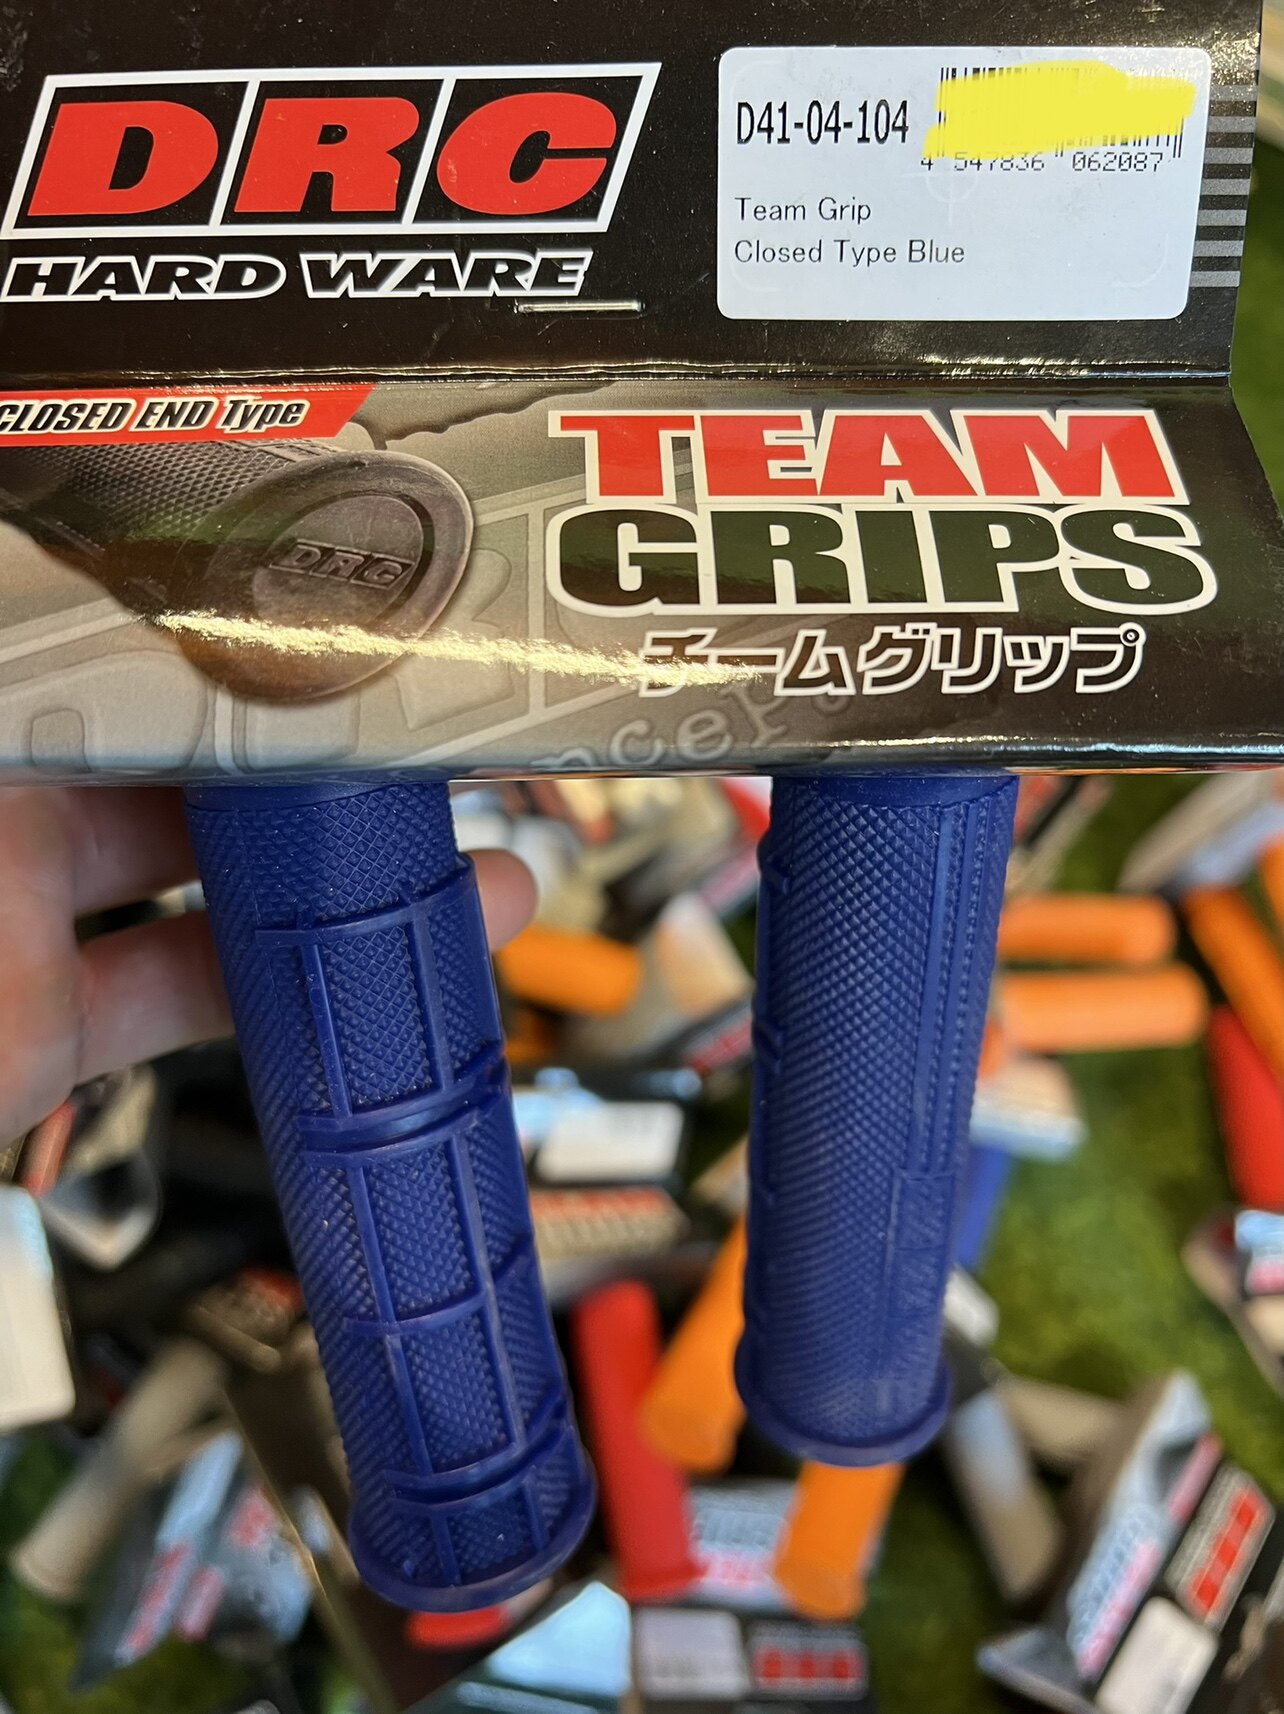 DRC
HARD WARE
D41-04-104
4 547836 062087
Team Grip
Closed Type Blue
CLOSED END Type
DRC
TEAM
GRIPS
チームグリップ